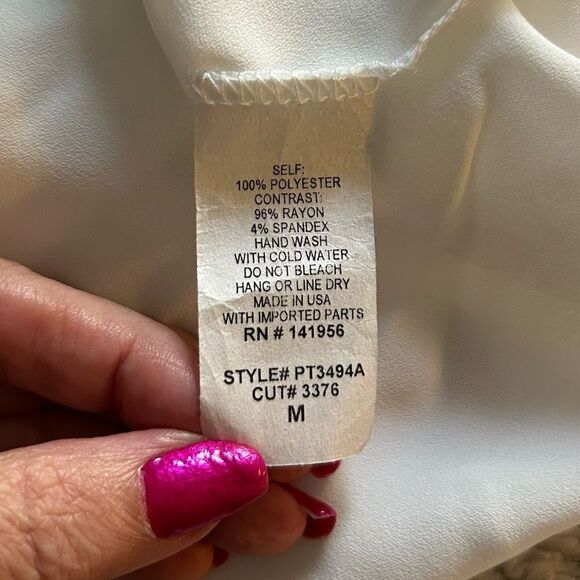 SELF:
100% POLYESTER
CONTRAST:
96% RAYON
4% SPANDEX
HAND WASH
WITH COLD WATER
DO NOT BLEACH
HANG OR LINE DRY
MADE IN USA
WITH IMPORTED PARTS
RN # 141956
STYLE# PT3494A
CUT# 3376
M